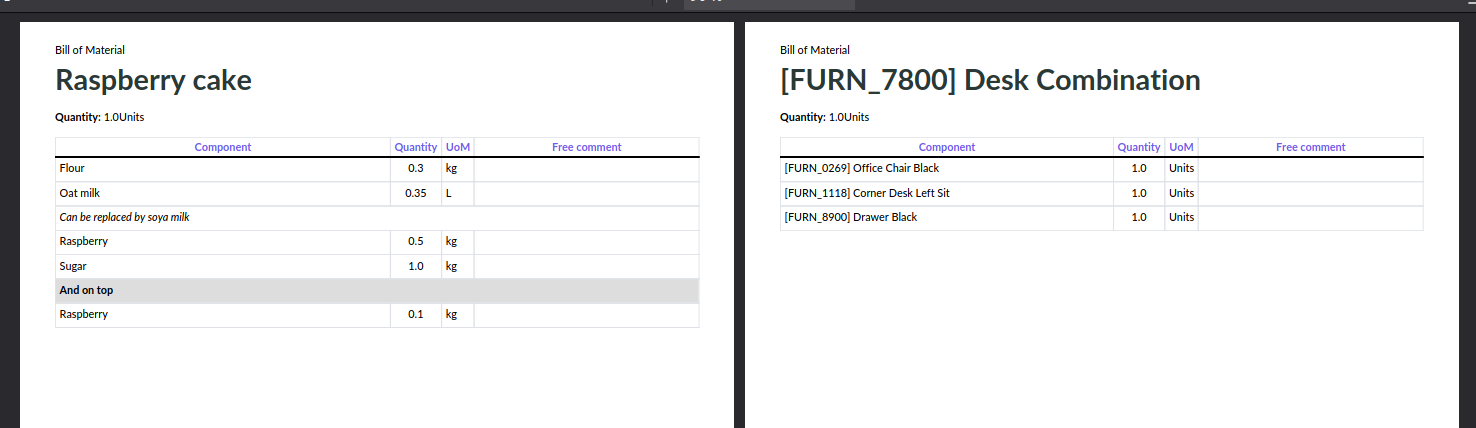 Bill of Material
Raspberry cake
Quantity: 1.0Units
Component Quantity UoM Free comment
Flour 0.3 kg
Oat milk 0.35 L
Can be replaced by soya milk
Raspberry 0.5 kg
Sugar 1.0 kg
And on top
Raspberry 0.1 kg
Bill of Material
[FURN_7800] Desk Combination
Quantity: 1.0Units
Component Quantity UoM Free comment
[FURN_0269] Office Chair Black 1.0 Units
[FURN_1118] Corner Desk Left Sit 1.0 Units
[FURN_8900] Drawer Black 1.0 Units